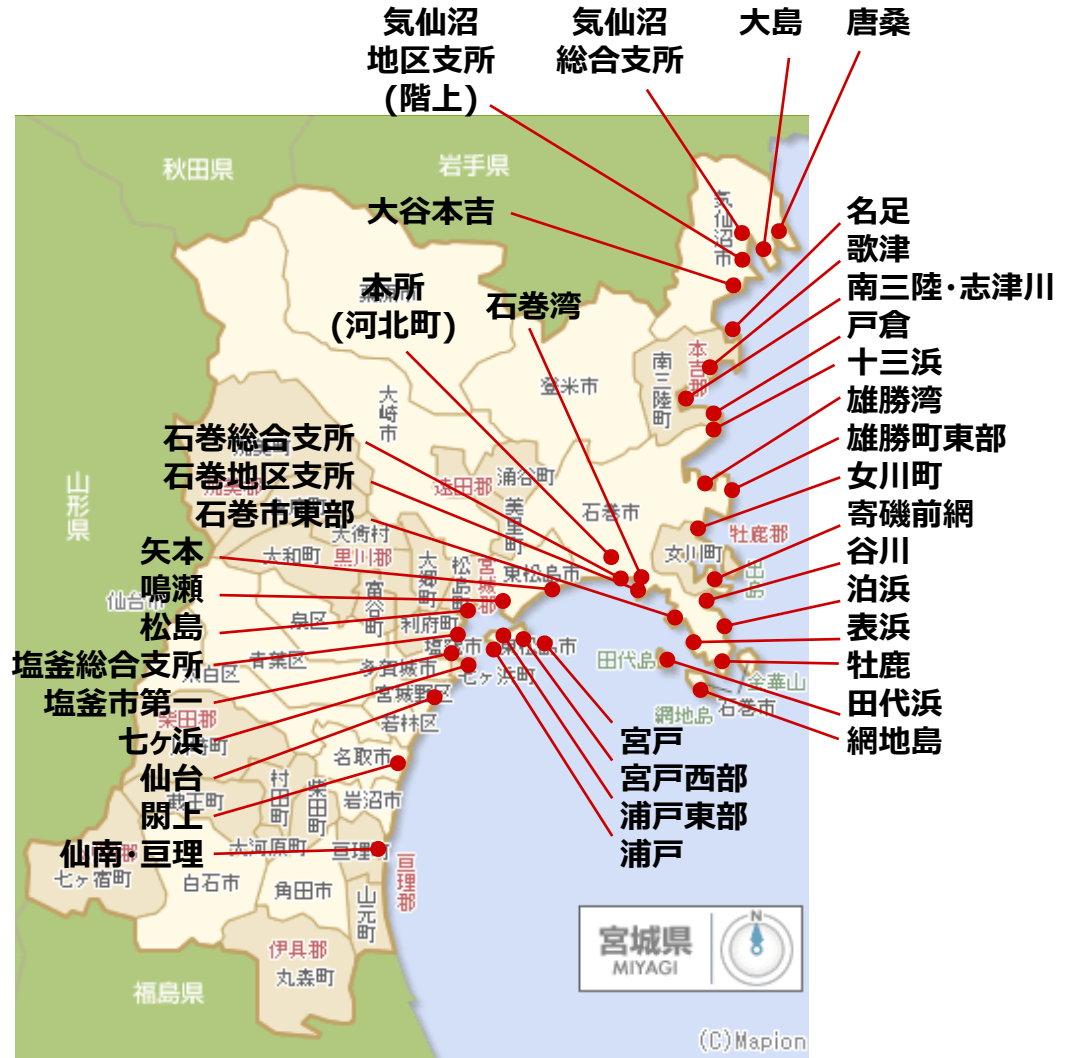 気仙沼
地区支所
(階上)
気仙沼
総合支所
大島
唐桑
秋田県
岩手県
気仙沼市
大谷本吉
名足
歌津
南三陸・志津川
戸倉
十三浜
雄勝湾
雄勝町東部
女川町
寄磯前網
谷川
泊浜
表浜
牡鹿
田代浜
網地島
本所
(河北町)
石巻湾
本吉郡
南三陸町
登米市
大崎市
石巻総合支所
石巻地区支所
石巻市東部
涌谷町
遠田郡
美里町
石巻市
山形県
牡鹿郡
女川町
出島
大衡村
大和町
黒川郡
大郷町
松島町
宮城郡
東松島市
富谷町
利府町
矢本
鳴瀬
松島
塩釜総合支所
塩釜市第一
七ヶ浜
仙台
閖上
仙南・亘理
仙台市
泉区
青葉区
多賀城市
東松島市
七ヶ浜町
宮城野区
若林区
田代島
金華山
石巻市
網地島
柴田郡
名取市
村田町
柴田町
岩沼市
蔵王町
大河原町
亘理町
亘理郡
七ヶ宿町
白石市
角田市
山元町
伊具郡
丸森町
宮戸
宮戸西部
浦戸東部
浦戸
福島県
宮城県
MIYAGI
N
(C)Mapion